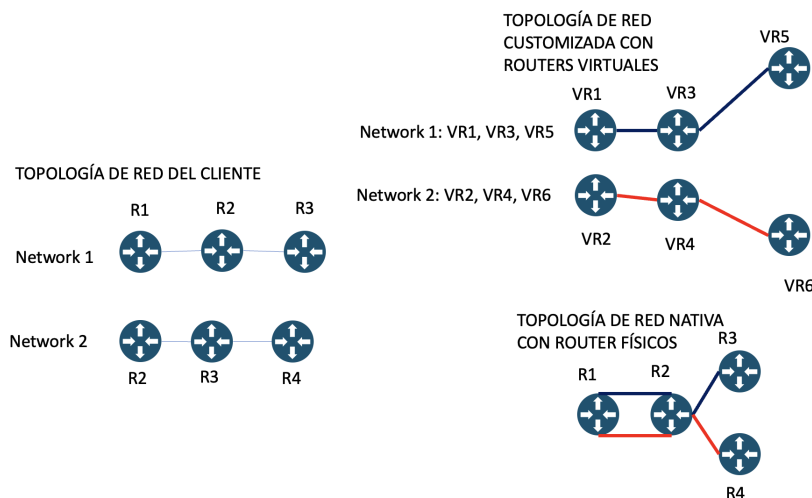 TOPOLOGÍA DE RED DEL CLIENTE
R1
R2
R3
Network 1
Network 2
R2
R3
R4
TOPOLOGÍA DE RED
CUSTOMIZADA CON
ROUTERS VIRTUALES
VR5
VR1
VR3
Network 1: VR1, VR3, VR5
Network 2: VR2, VR4, VR6
VR2
VR4
VR6
TOPOLOGÍA DE RED NATIVA
CON ROUTER FÍSICOS
R3
R1
R2
R4